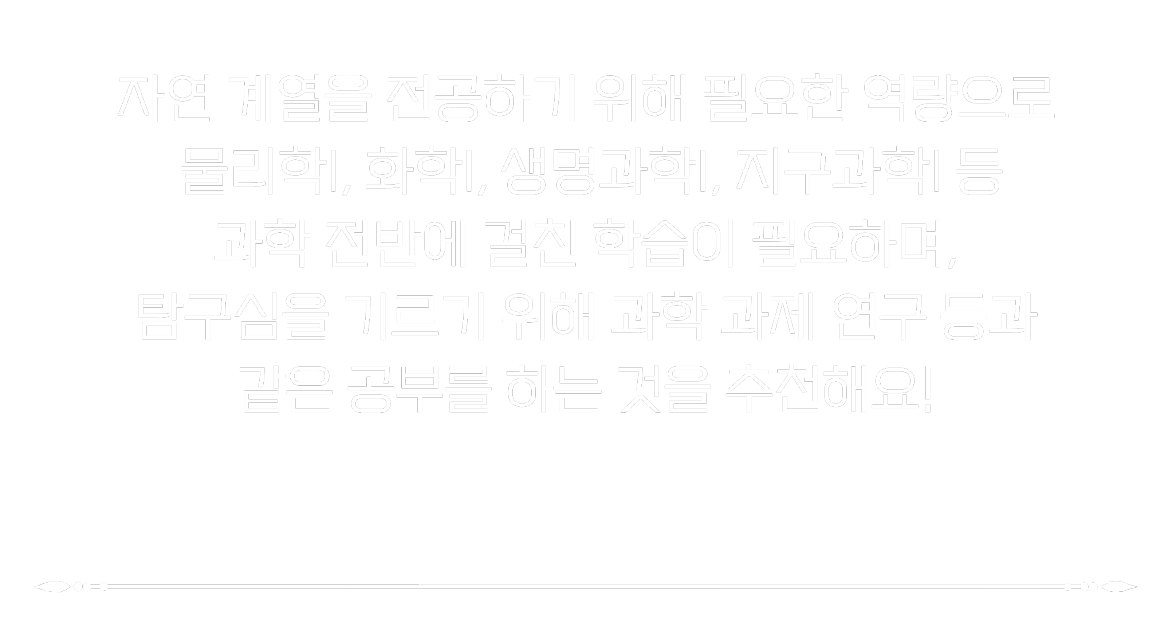 자연 계열을 전공하기 위해 필요한 역량으로
물리학I, 화학I, 생명과학I, 지구과학I 등
과학 전반에 걸친 학습이 필요하며,
탐구심을 기르기 위해 과학 과제 연구 등과
깊은 공부를 하는 것을 추천해요!